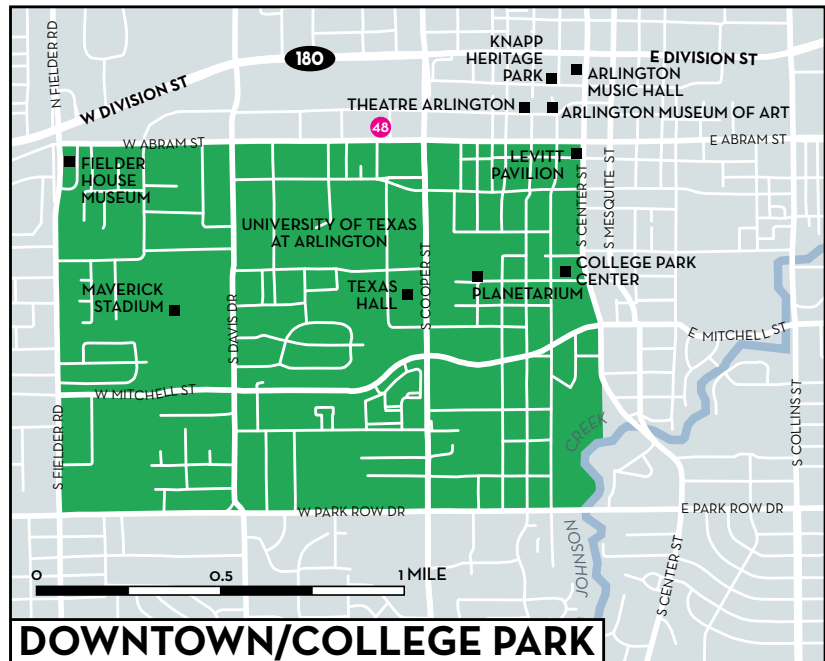 N FIELDER RD
W DIVISION ST
180
E DIVISION ST
KNAPP
HERITAGE
PARK
ARLINGTON
MUSIC HALL
THEATRE ARLINGTON
ARLINGTON MUSEUM OF ART
48
W ABRAM ST
E ABRAM ST
FIELDER
HOUSE
MUSEUM
LEVITT
PAVILION
S CENTER ST
S MESQUITE ST
UNIVERSITY OF TEXAS
AT ARLINGTON
MAVERICK
STADIUM
S DAVIS DR
TEXAS
HALL
S COOPER ST
PLANETARIUM
COLLEGE PARK
CENTER
E MITCHELL ST
W MITCHELL ST
S FIELDER RD
S COLLINS ST
JOHNSON
CREEK
W PARK ROW DR
E PARK ROW DR
S CENTER ST
0
0.5
1 MILE
DOWNTOWN/COLLEGE PARK